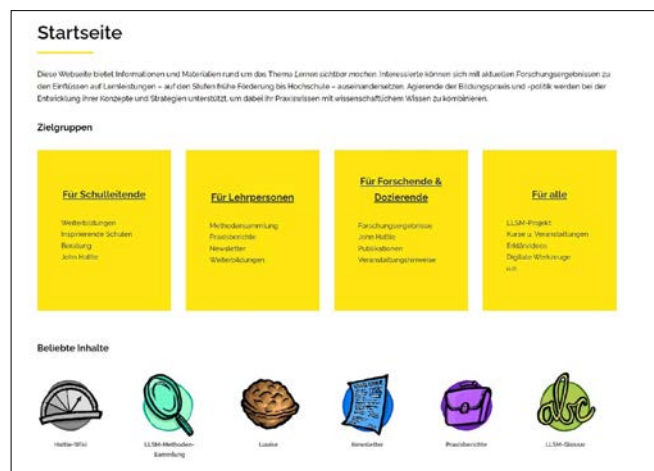 Startseite
Diese Webseite bietet Informationen und Materialien rund um das Thema Lernen sichtbar machen. Interessierte können sich mit aktuellen Forschungsergebnissen zu
den Einflüssen auf Lernleistungen – auf den Stufen frühe Förderung bis Hochschule – auseinandersetzen. Agierende der Bildungspraxis und -politik werden bei der
Entwicklung ihrer Konzepte und Strategien unterstützt, um dabei ihr Praxiswissen mit wissenschaftlichem Wissen zu kombinieren.
Zielgruppen
Für Schulleitende
Weiterbildungen
Inspirierende Schulen
Beratung
John Hattie
Für Lehrpersonen
Methodensammlung
Praxisberichte
Newsletter
Weiterbildungen
Für Forschende &
Dozierende
Forschungsergebnisse
John Hattie
Publikationen
Veranstaltungshinweise
Für alle
LLSM-Projekt
Kurse u. Veranstaltungen
Erklärvideos
Digitale Werkzeuge
Beliebte Inhalte
Hattie-Wiki
LLSM-Methoden-
Sammlung
Luuise
Newsletter
Praxisberichte
LLSM-Glossar
abc